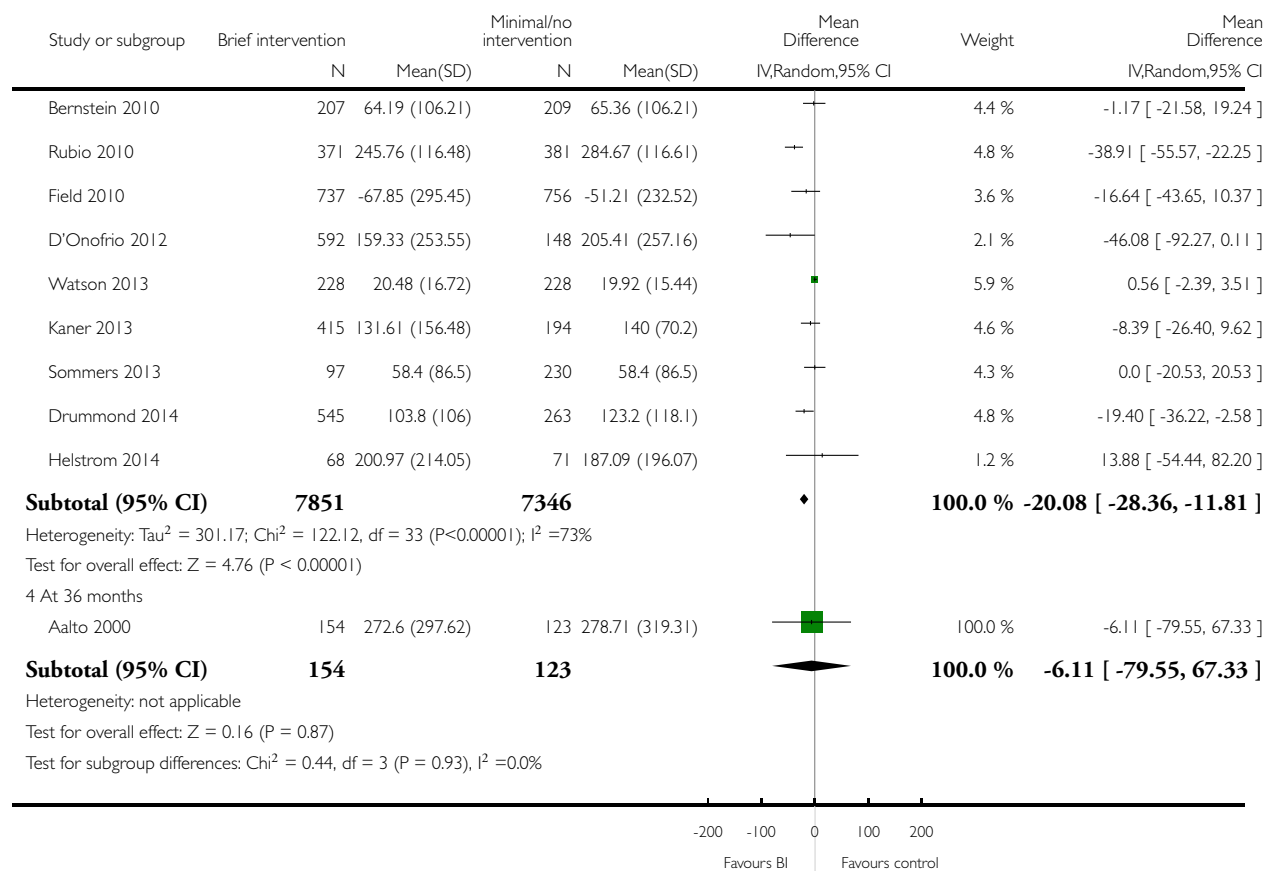 Study or subgroup Brief intervention Minimal/no intervention Mean Difference Weight Mean Difference
N Mean(SD) N Mean(SD) IV,Random,95% CI IV,Random,95% CI
Bernstein 2010 207 64.19 (106.21) 209 65.36 (106.21) 4.4 % -1.17 [ -21.58, 19.24 ]
Rubio 2010 371 245.76 (116.48) 381 284.67 (116.61) 4.8 % -38.91 [ -55.57, -22.25 ]
Field 2010 737 -67.85 (295.45) 756 -51.21 (232.52) 3.6 % -16.64 [ -43.65, 10.37 ]
D'Onofrio 2012 592 159.33 (253.55) 148 205.41 (257.16) 2.1 % -46.08 [ -92.27, 0.11 ]
Watson 2013 228 20.48 (16.72) 228 19.92 (15.44) 5.9 % 0.56 [ -2.39, 3.51 ]
Kaner 2013 415 131.61 (156.48) 194 140 (70.2) 4.6 % -8.39 [ -26.40, 9.62 ]
Sommers 2013 97 58.4 (86.5) 230 58.4 (86.5) 4.3 % 0.0 [ -20.53, 20.53 ]
Drummond 2014 545 103.8 (106) 263 123.2 (118.1) 4.8 % -19.40 [ -36.22, -2.58 ]
Helstrom 2014 68 200.97 (214.05) 71 187.09 (196.07) 1.2 % 13.88 [ -54.44, 82.20 ]
Subtotal (95% CI) 7851 7346 100.0 % -20.08 [ -28.36, -11.81 ]
Heterogeneity: Tau² = 301.17; Chi² = 122.12, df = 33 (P<0.00001); I² =73%
Test for overall effect: Z = 4.76 (P < 0.00001)
4 At 36 months
Aalto 2000 154 272.6 (297.62) 123 278.71 (319.31) 100.0 % -6.11 [ -79.55, 67.33 ]
Subtotal (95% CI) 154 123 100.0 % -6.11 [ -79.55, 67.33 ]
Heterogeneity: not applicable
Test for overall effect: Z = 0.16 (P = 0.87)
Test for subgroup differences: Chi² = 0.44, df = 3 (P = 0.93), I² =0.0%
-200 -100 0 100 200
Favours BI Favours control